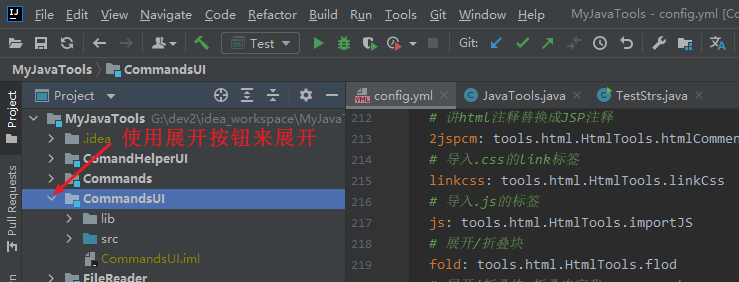 File Edit View Navigate Code Refactor Build Run Tools Git Window Help MyJavaTools - config.yml
Test Git:
MyJavaTools CommandsUI
Project
Pull Requests
Project
MyJavaTools G:\dev2\idea_workspace\MyJavaT
.idea
使用展开按钮来展开
ComandHelperUI
Commands
CommandsUI
lib
src
CommandsUI.iml
FileReader
config.yml JavaTools.java TestStrs.java
212 # 讲html注释替换成JSP注释
213 2jspcm: tools.html.HtmlTools.htmlCommen
214 # 导入.css的link标签
215 linkcss: tools.html.HtmlTools.linkCss
216 # 导入.js的标签
217 js: tools.html.HtmlTools.importJS
218 # 展开/折叠块
219 fold: tools.html.HtmlTools.flod